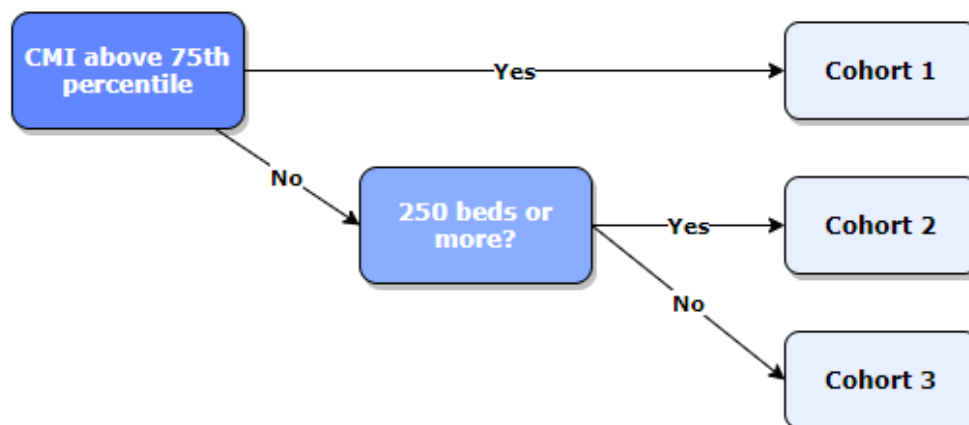 CMI above 75th
percentile
Yes
Cohort 1
No
250 beds or
more?
Yes
Cohort 2
No
Cohort 3